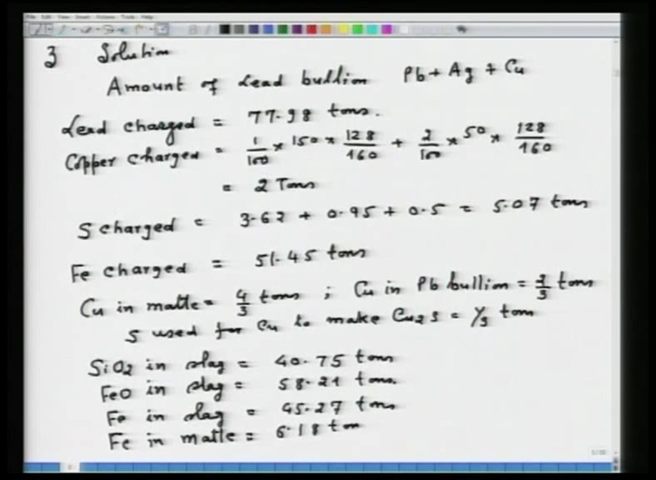 3 Solution
Amount of Lead bullion Pb + Ag + Cu
Lead charged = 77.98 tons.
Copper charged = 1/100 × 150 × 128/160 + 2/100 × 50 × 128/160
= 2 Tons
S charged = 3.62 + 0.95 + 0.5 = 5.07 tons
Fe charged = 51.45 tons
Cu in matte = 4/3 tons ; Cu in Pb bullion = 2/3 tons
S used for Cu to make Cu2S = 1/3 ton
SiO2 in slag = 40.75 tons
FeO in slag = 58.21 tons.
Fe in slag = 45.27 tons
Fe in matte = 6.18 ton